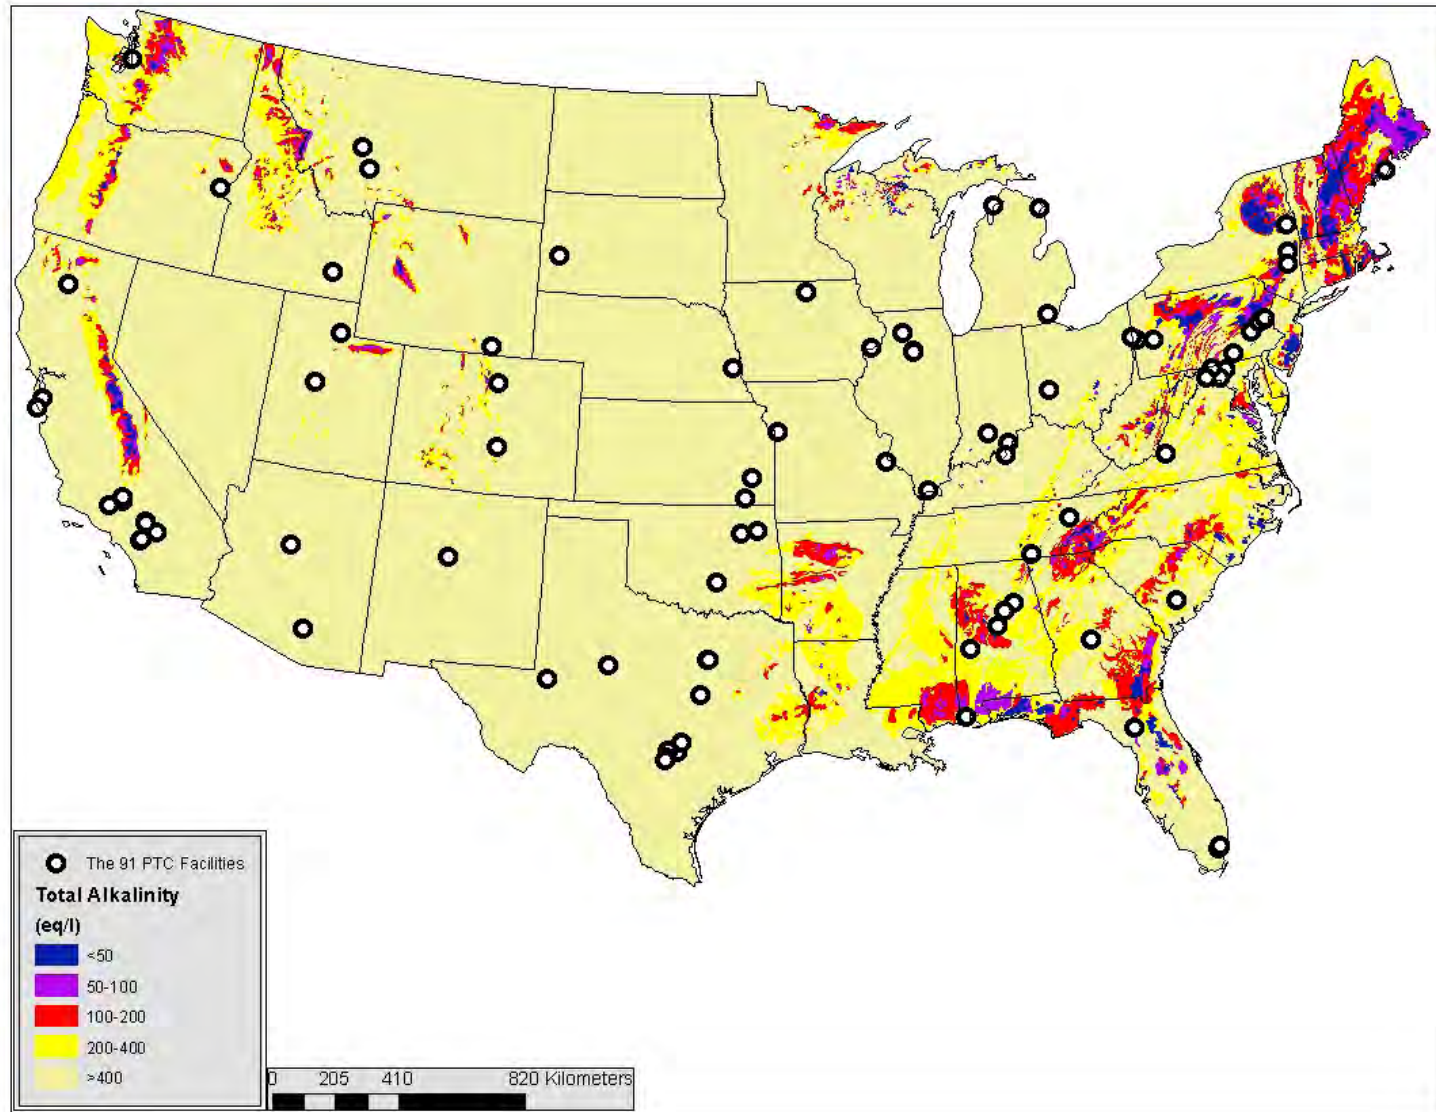 The 91 PTC Facilities
Total Alkalinity
(eq/l)
<50
50-100
100-200
200-400
>400
0 205 410 820 Kilometers